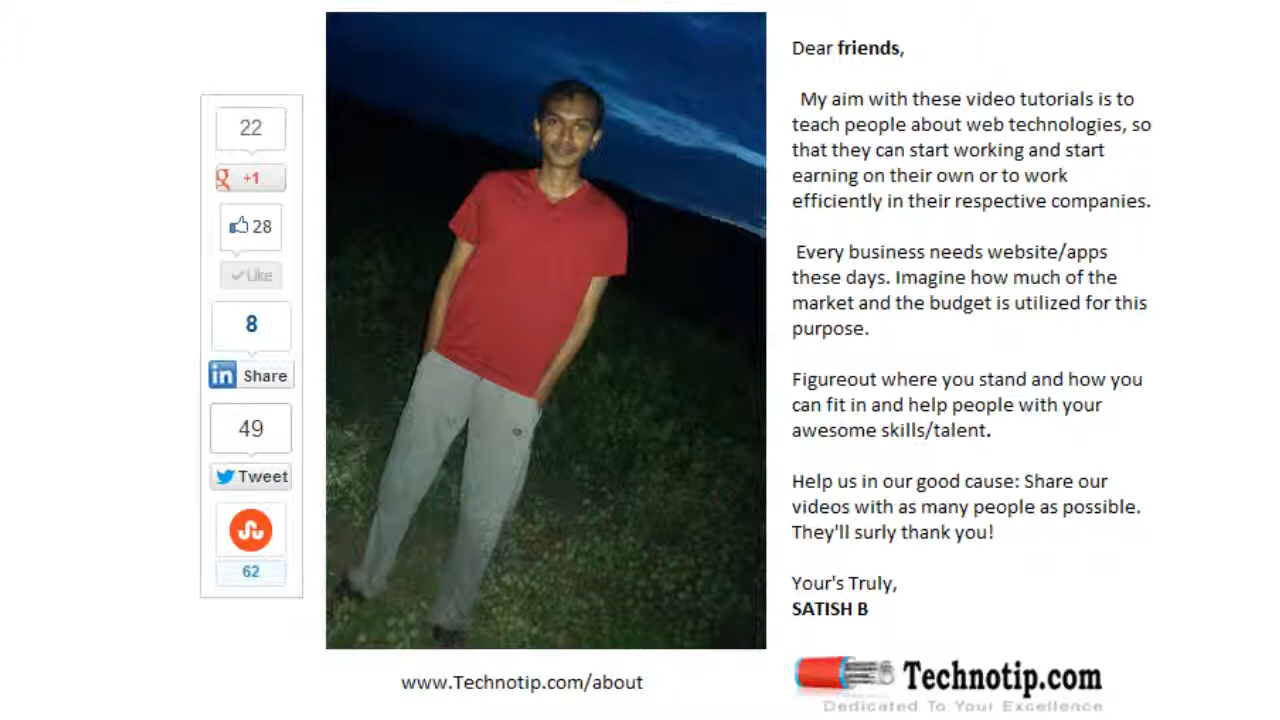 22
+1
28
Like
8
in Share
49
Tweet
62
Dear friends,
My aim with these video tutorials is to
teach people about web technologies, so
that they can start working and start
earning on their own or to work
efficiently in their respective companies.
Every business needs website/apps
these days. Imagine how much of the
market and the budget is utilized for this
purpose.
Figureout where you stand and how you
can fit in and help people with your
awesome skills/talent.
Help us in our good cause: Share our
videos with as many people as possible.
They'll surly thank you!
Your's Truly,
SATISH B
www.Technotip.com/about
Technotip.com
Dedicated To Your Excellence